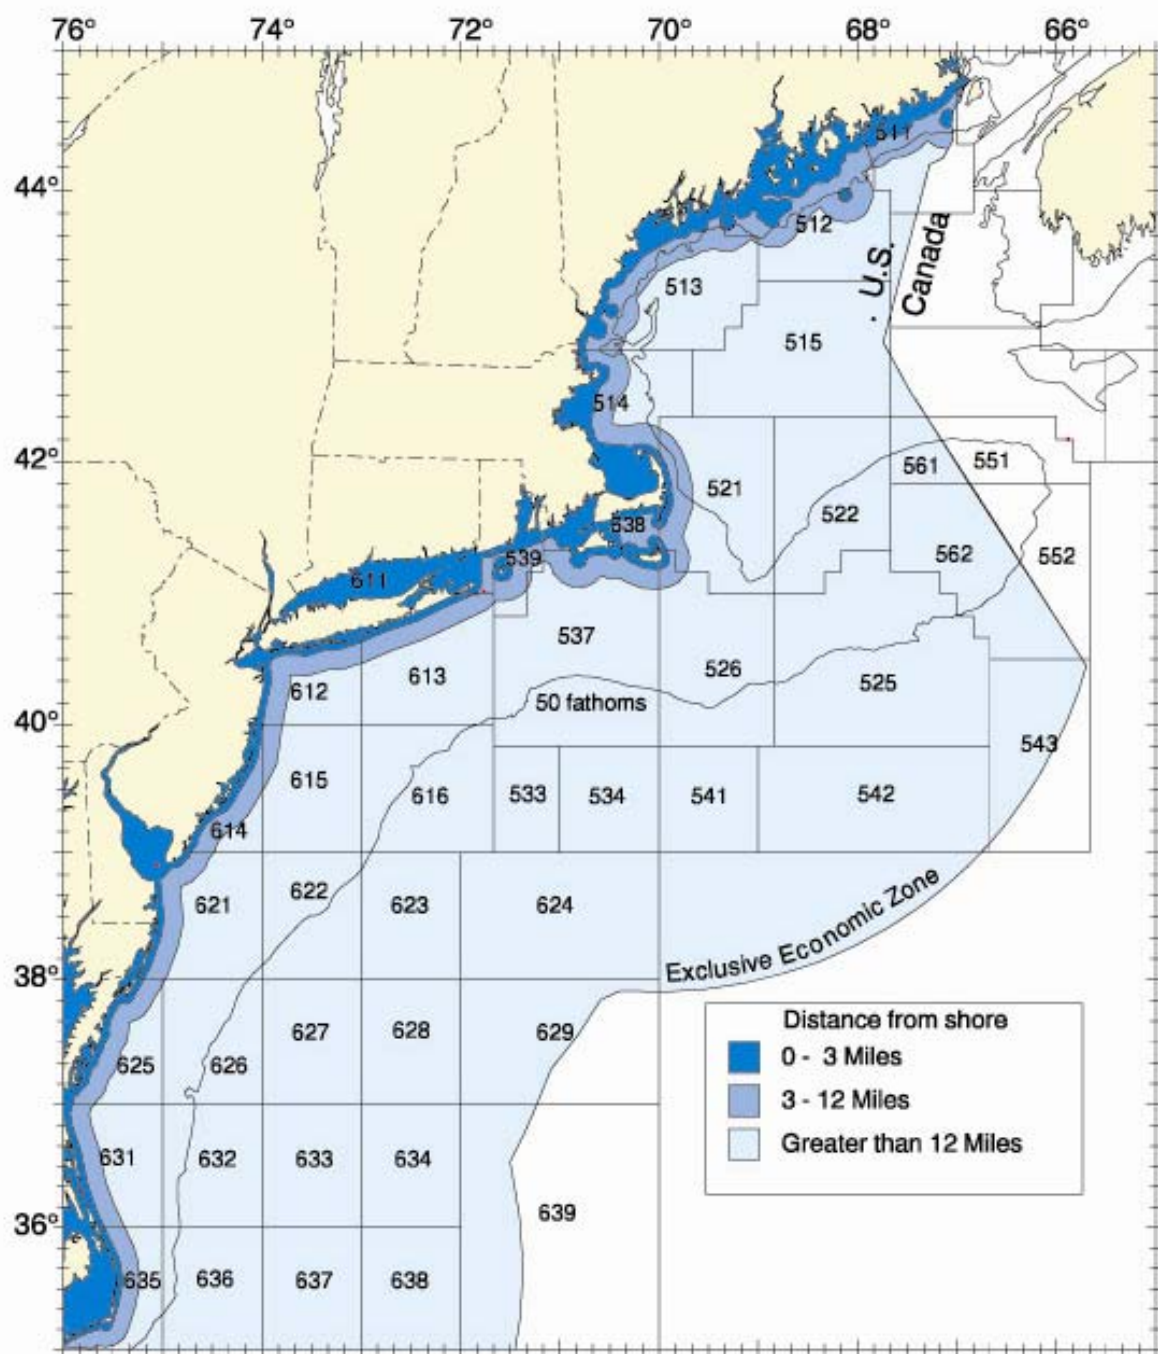 76° 74° 72° 70° 68° 66°
511
44°
512
U.S.
Canada
513
515
514
42°
561 551
521
522
538
539
562 552
611
537
613 526
612 525
50 fathoms
40°
543
615
616 533 534 541 542
614
622
621 623 624
Exclusive Economic Zone
38°
Distance from shore
627 628 629
0 - 3 Miles
625 626
3 - 12 Miles
631 632 633 634
Greater than 12 Miles
36°
639
635 636 637 638